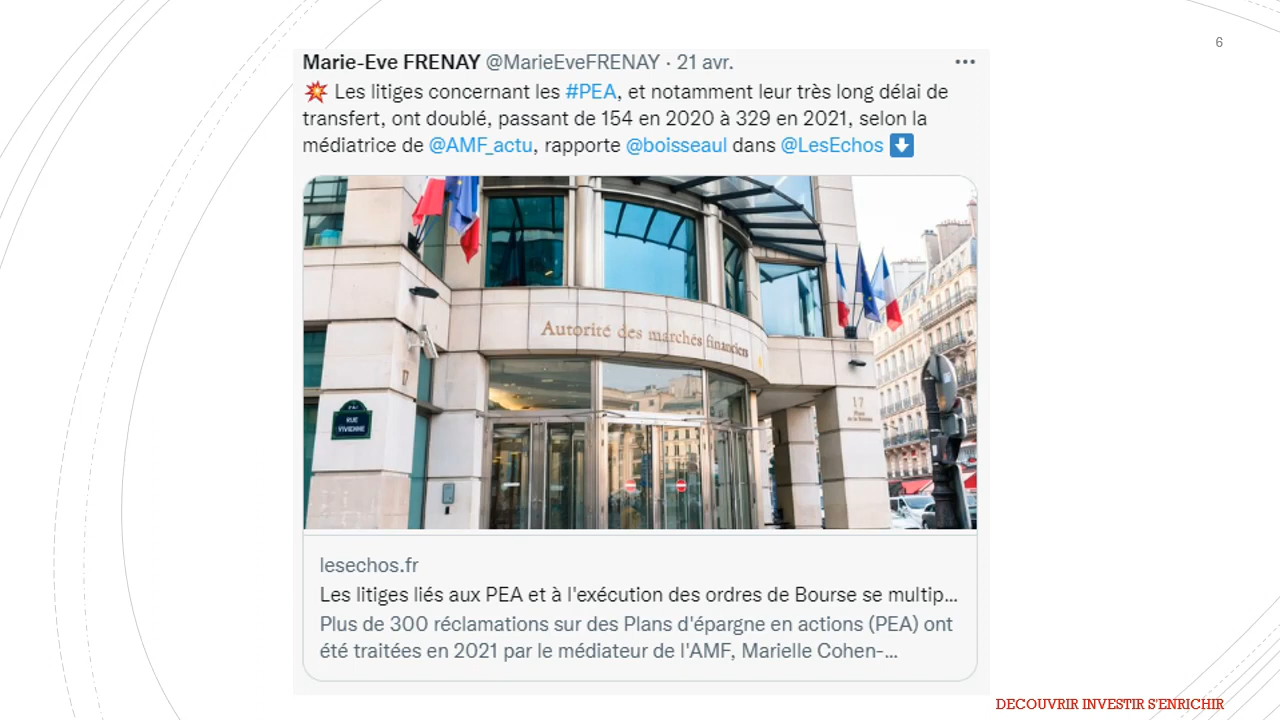 6
Marie-Eve FRENAY @MarieEveFRENAY · 21 avr.
💥 Les litiges concernant les #PEA, et notamment leur très long délai de
transfert, ont doublé, passant de 154 en 2020 à 329 en 2021, selon la
médiatrice de @AMF_actu, rapporte @boisseaul dans @LesEchos ⬇
Autorité des marchés financiers
17
17
RUE
VIVIENNE
lesechos.fr
Les litiges liés aux PEA et à l'exécution des ordres de Bourse se multip...
Plus de 300 réclamations sur des Plans d'épargne en actions (PEA) ont
été traitées en 2021 par le médiateur de l'AMF, Marielle Cohen-...
DECOUVRIR INVESTIR S'ENRICHIR